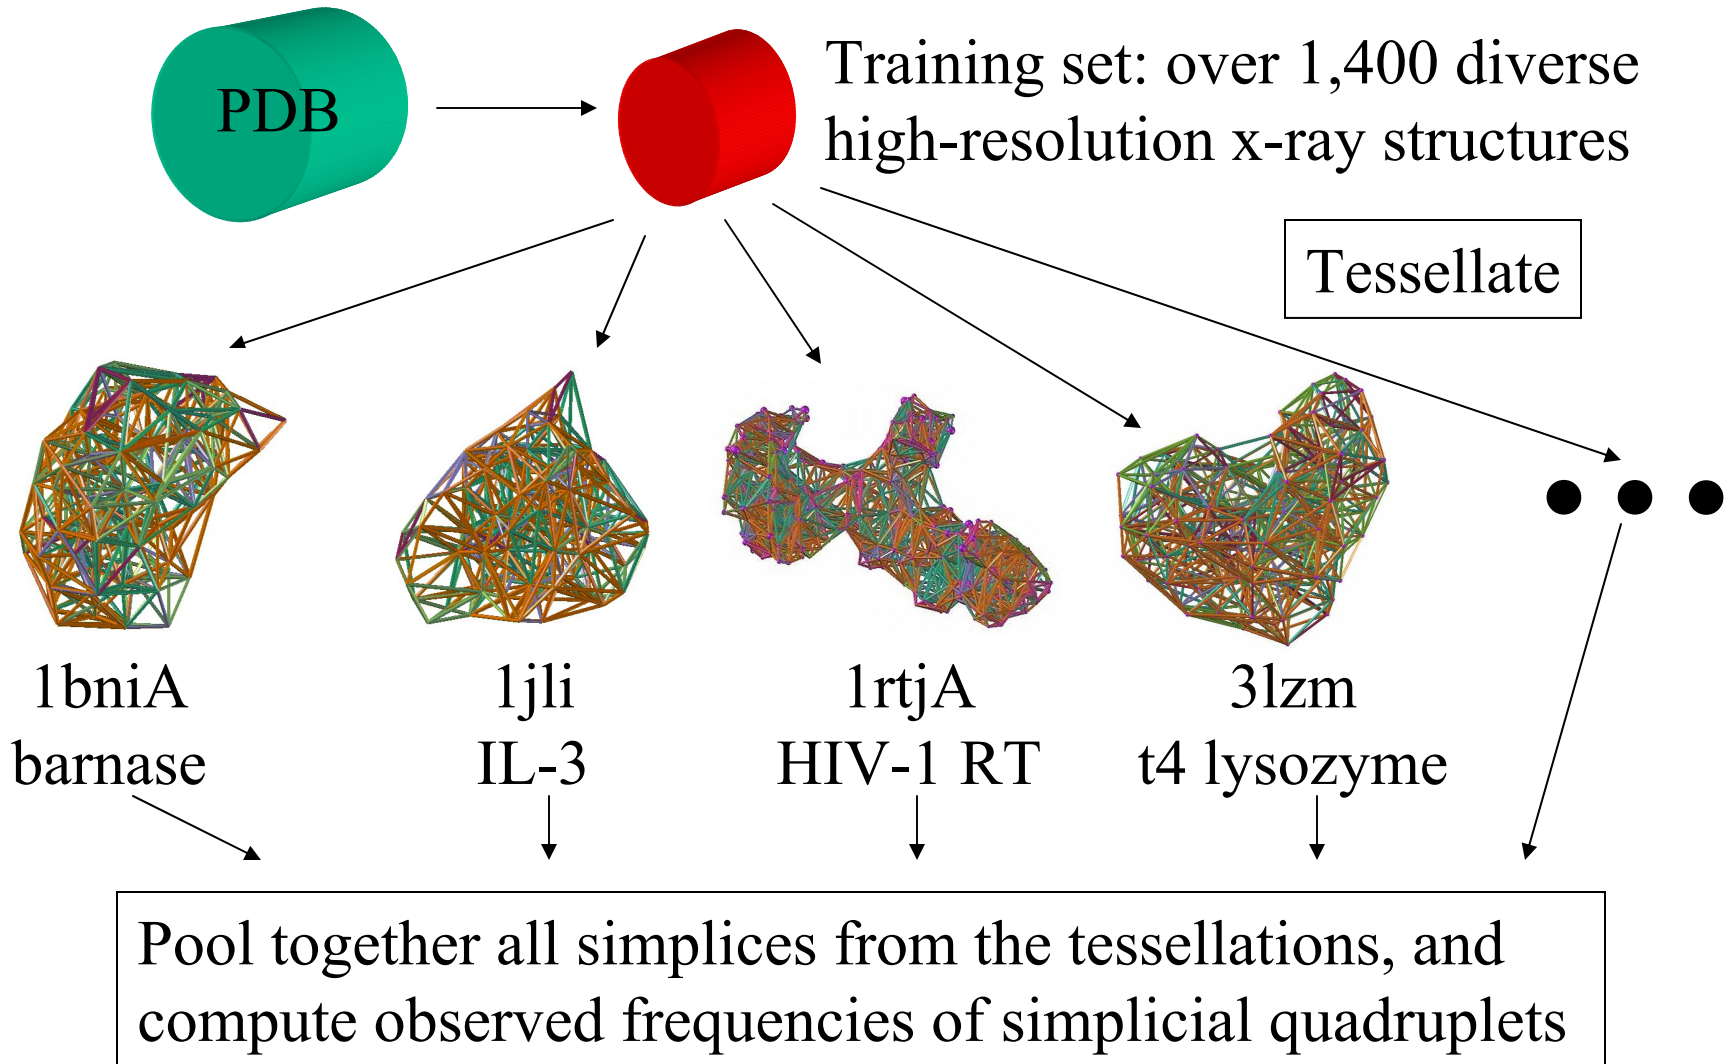 PDB
Training set: over 1,400 diverse
high-resolution x-ray structures
Tessellate
1bniA
barnase
1jli
IL-3
1rtjA
HIV-1 RT
3lzm
t4 lysozyme
Pool together all simplices from the tessellations, and
compute observed frequencies of simplicial quadruplets